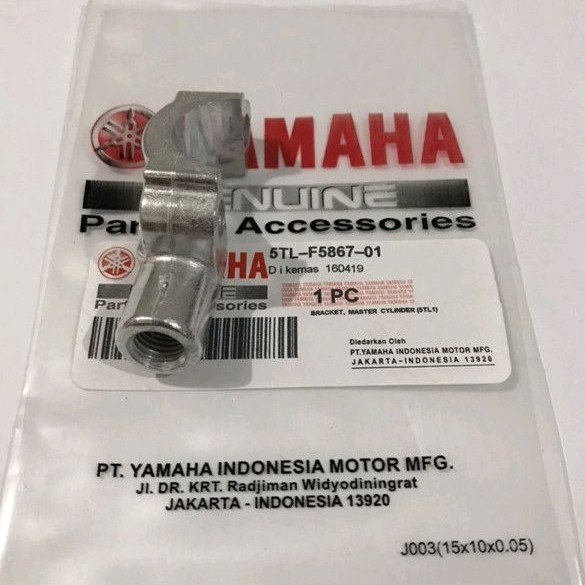 YAMAHA
GENUINE
Parts & Accessories
5TL-F5867-01
Di kemas 160419
1 PC
BRACKET, MASTER CYLINDER (5TL1)
Diedarkan Oleh
PT.YAMAHA INDONESIA MOTOR MFG.
JAKARTA-INDONESIA 13920
PT. YAMAHA INDONESIA MOTOR MFG.
Jl. DR. KRT. Radjiman Widyodiningrat
JAKARTA - INDONESIA 13920
J003(15x10x0.05)